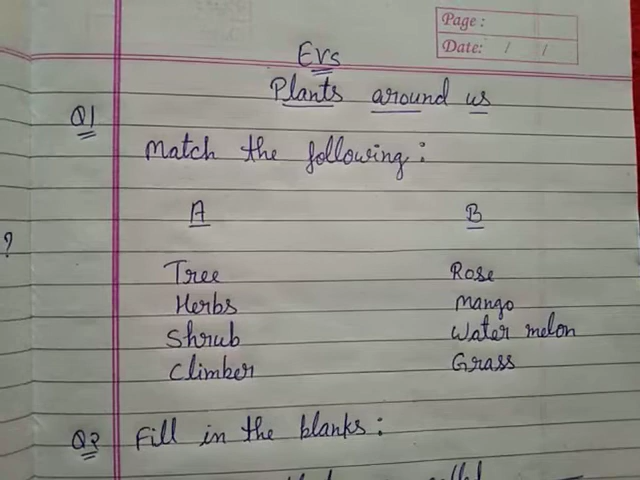 Page :
Date: / /
EVS
Plants around us
Q1
Match the following :
A B
?
Tree Rose
Herbs Mango
Shrub Water melon
Climber Grass
Q2 Fill in the blanks :